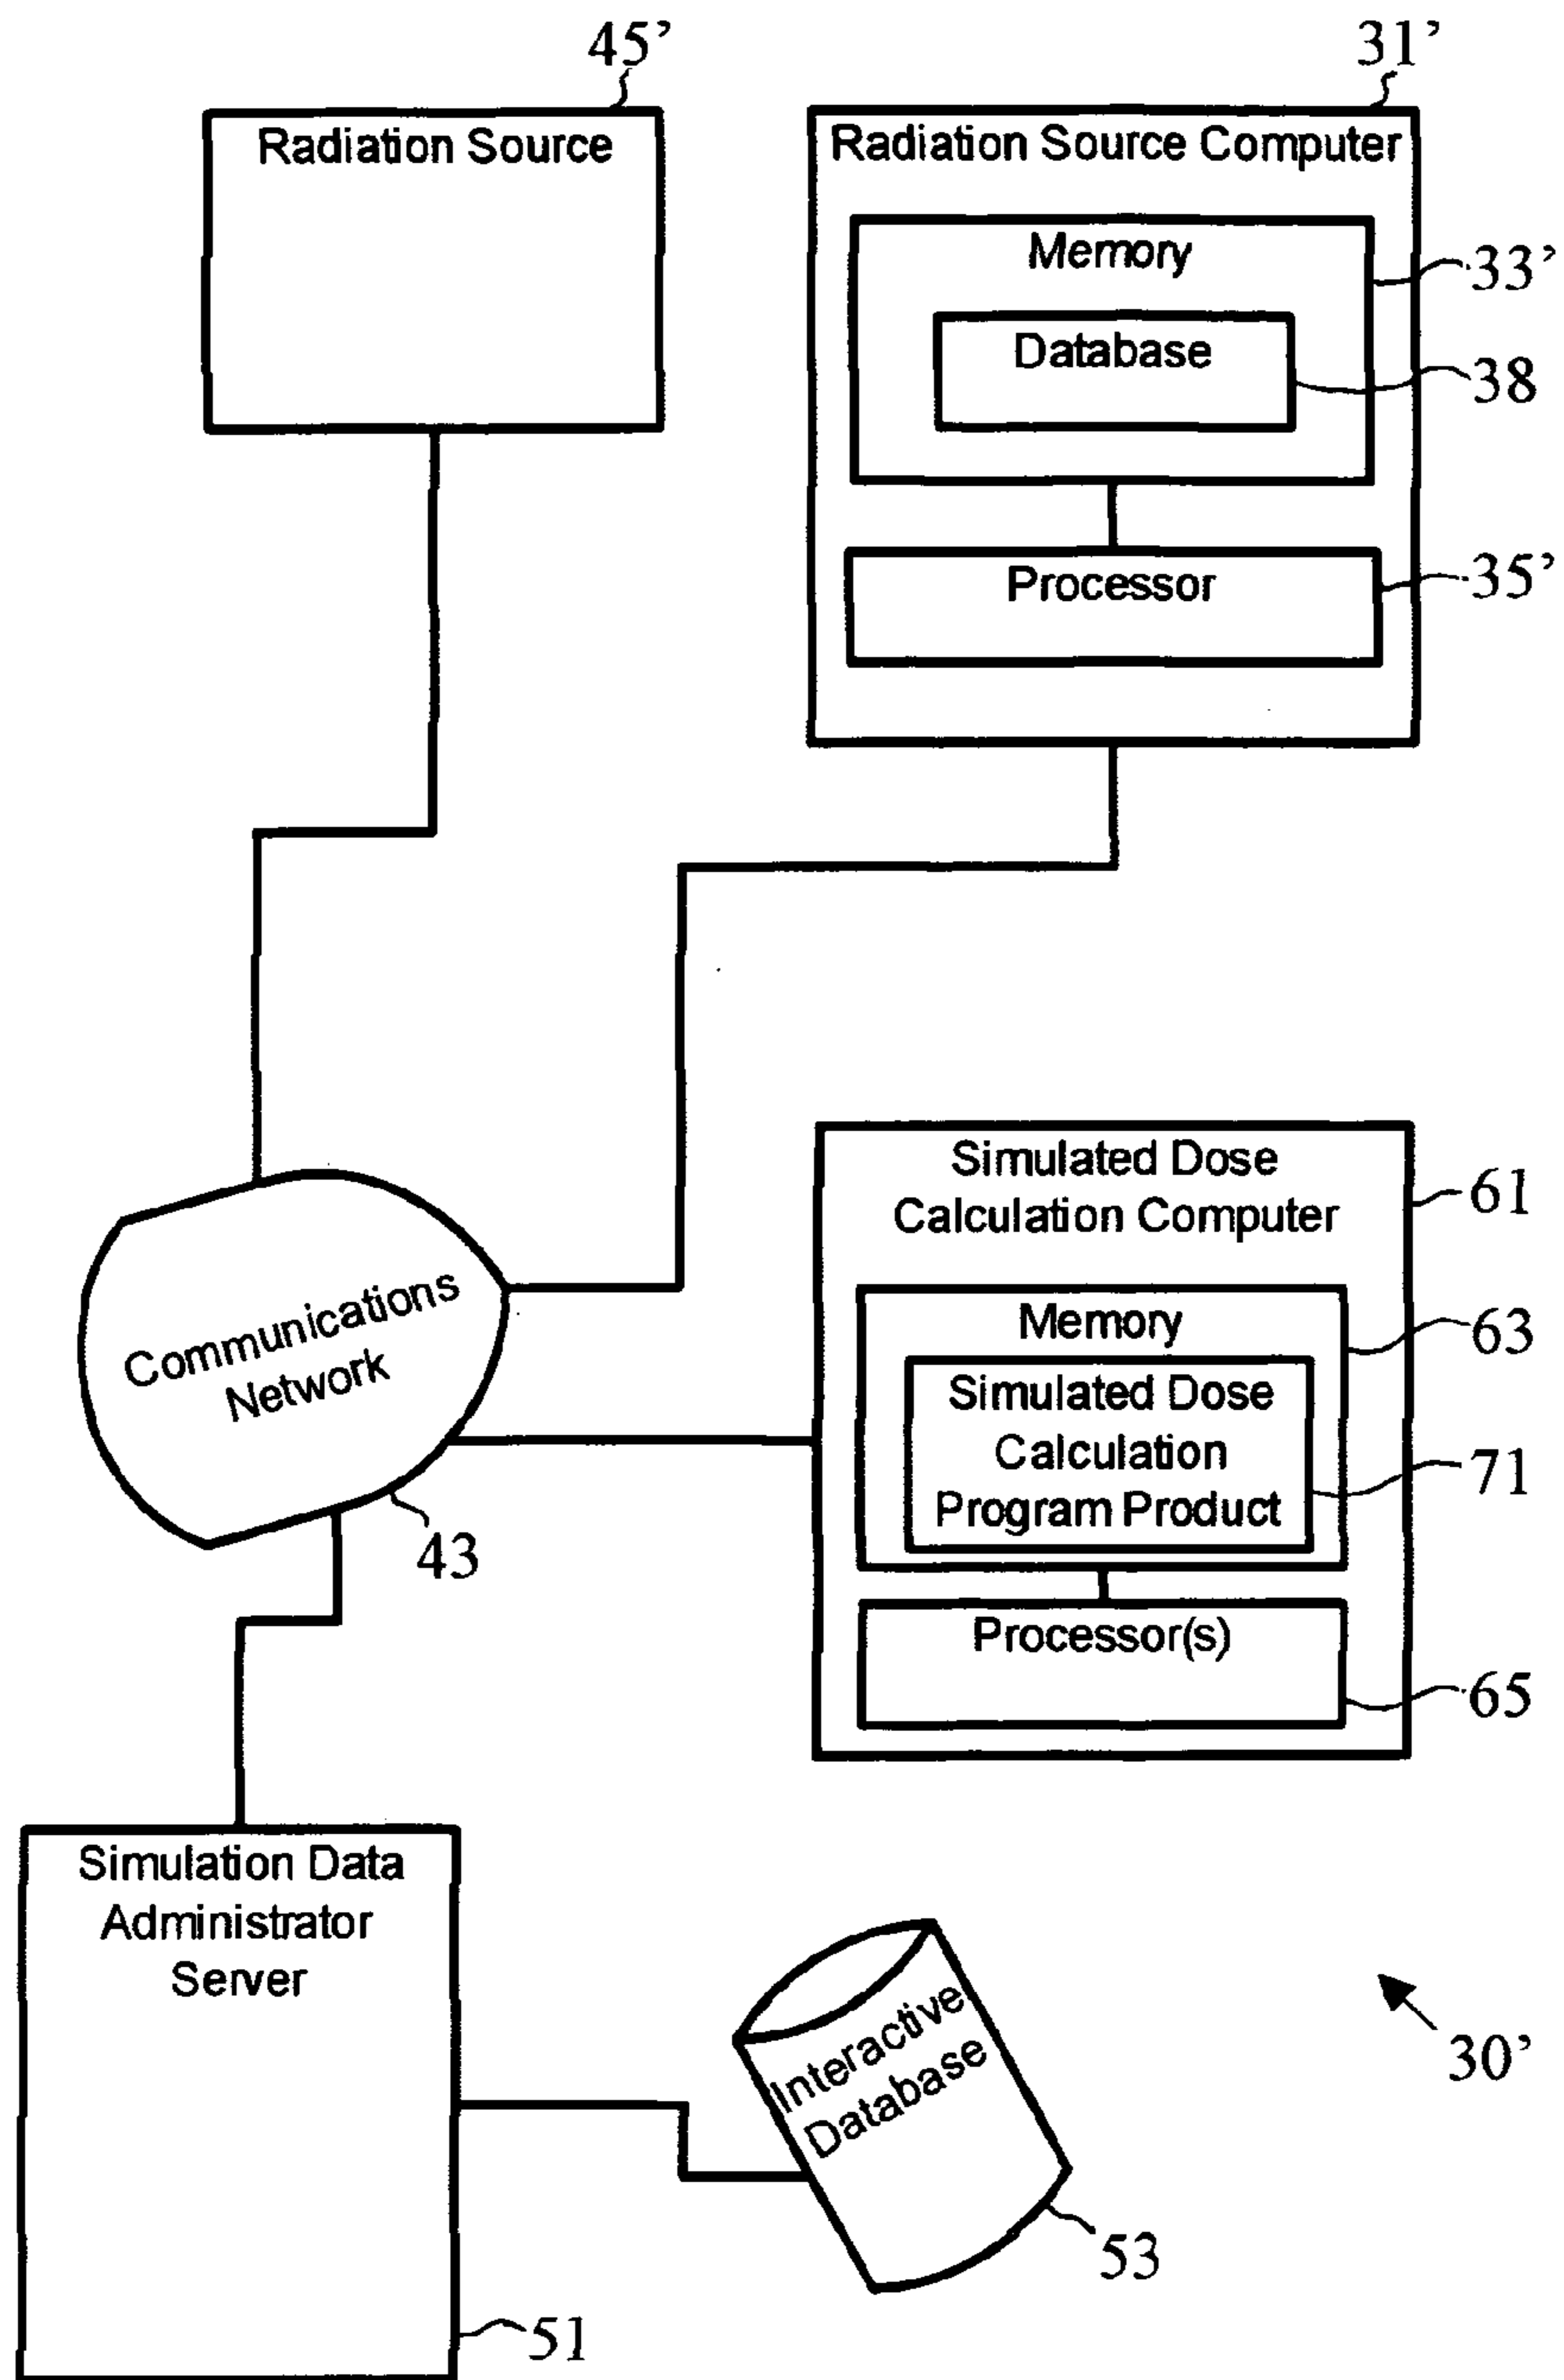 45’
31’
Radiation Source
Radiation Source Computer
Memory
33’
Database
38
Processor
35’
Simulated Dose
Calculation Computer
61
Communications
Network
43
Memory
63
Simulated Dose
Calculation
Program Product
71
Processor(s)
65
Simulation Data
Administrator
Server
51
Interactive
Database
53
30’